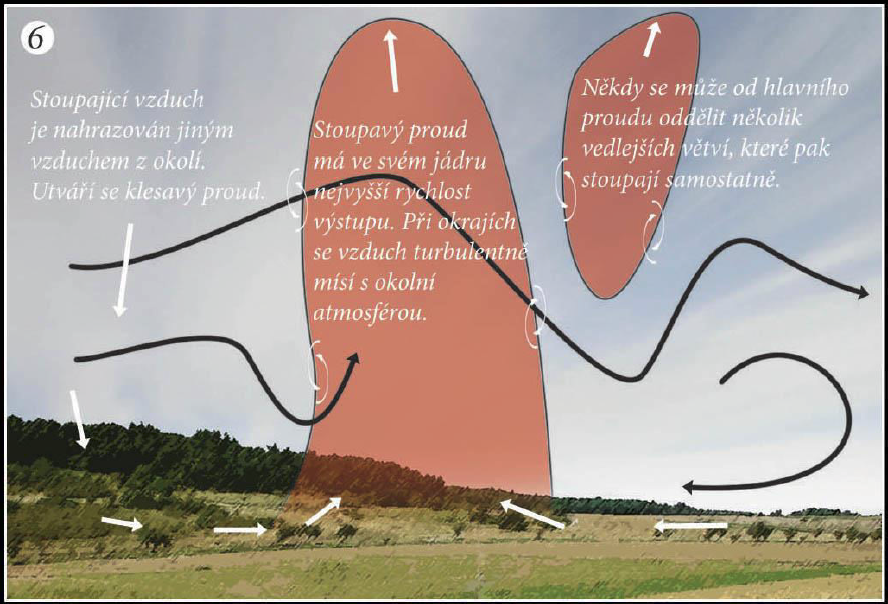 6
Stoupající vzduch
je nahrazován jiným
vzduchem z okolí.
Utváří se klesavý proud.
Stoupavý proud
má ve svém jádru
nejvyšší rychlost
výstupu. Při okrajích
se vzduch turbulentně
mísí s okolní
atmosférou.
Někdy se může od hlavního
proudu oddělit několik
vedlejších větví, které pak
stoupají samostatně.